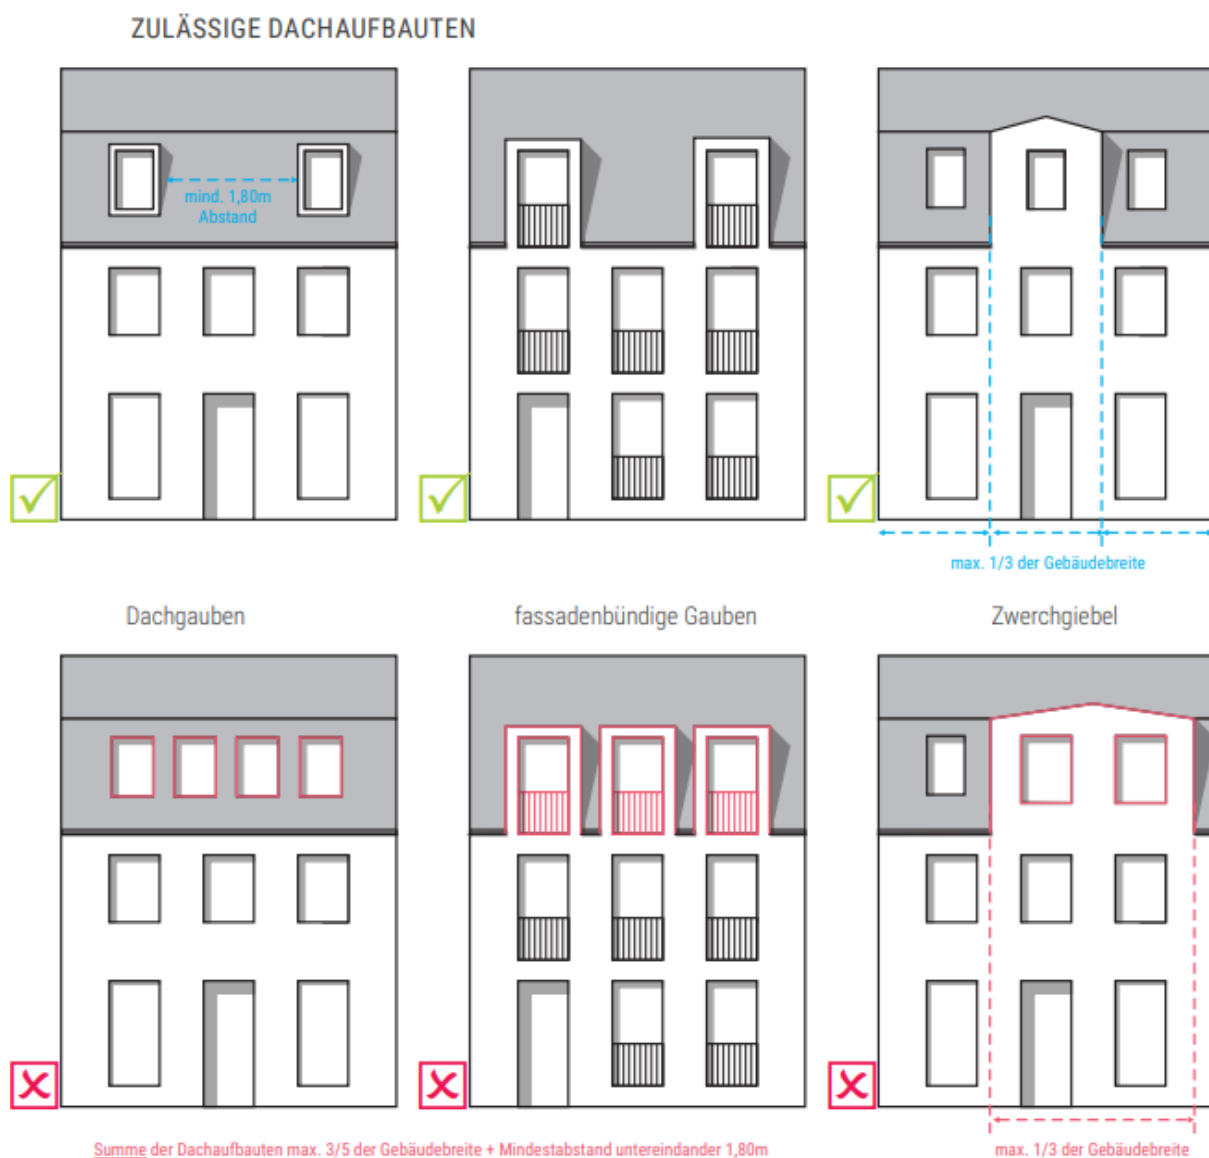 ZULÄSSIGE DACHAUFBAUTEN
mind. 1,80m
Abstand
max. 1/3 der Gebäudebreite
Dachgauben
fassadenbündige Gauben
Zwerchgiebel
Summe der Dachaufbauten max. 3/5 der Gebäudebreite + Mindestabstand untereindander 1,80m
max. 1/3 der Gebäudebreite